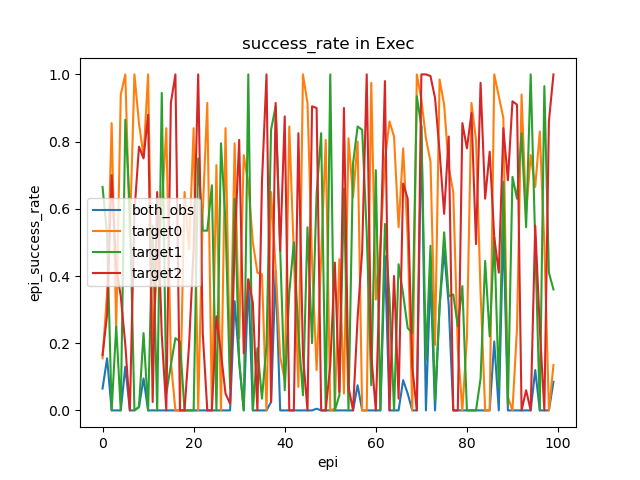 success_rate in Exec
epi_success_rate
1.0
0.8
0.6
0.4
0.2
0.0
both_obs
target0
target1
target2
0 20 40 60 80 100
epi